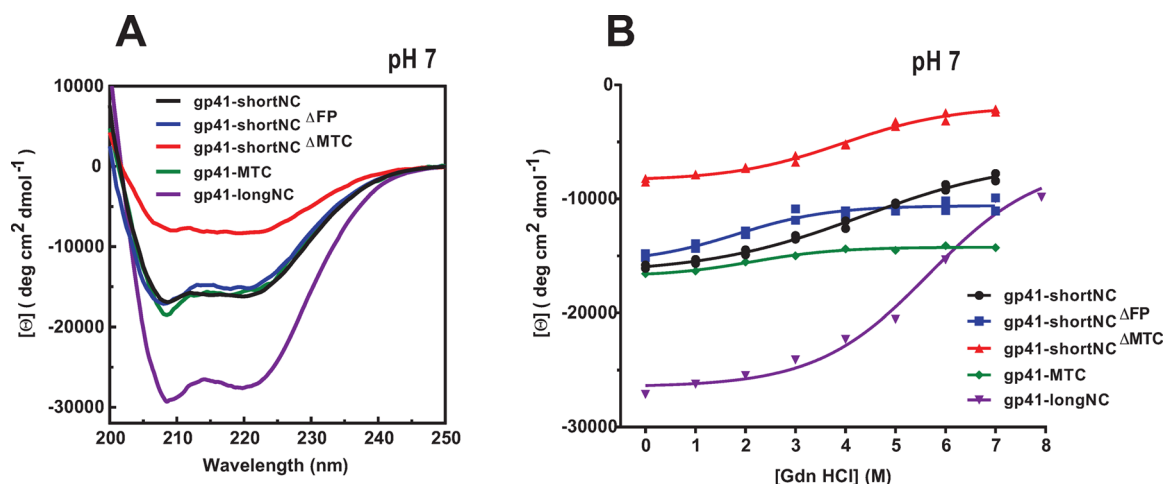 A
pH 7
10000
0
-10000
-20000
-30000
[Θ] ( deg cm² dmol⁻¹)
gp41-shortNC
gp41-shortNC ΔFP
gp41-shortNC ΔMTC
gp41-MTC
gp41-longNC
200 210 220 230 240 250
Wavelength (nm)
B
pH 7
0
-10000
-20000
-30000
[Θ] ( deg cm² dmol⁻¹)
gp41-shortNC
gp41-shortNC ΔFP
gp41-shortNC ΔMTC
gp41-MTC
gp41-longNC
0 1 2 3 4 5 6 7 8
[Gdn HCl] (M)